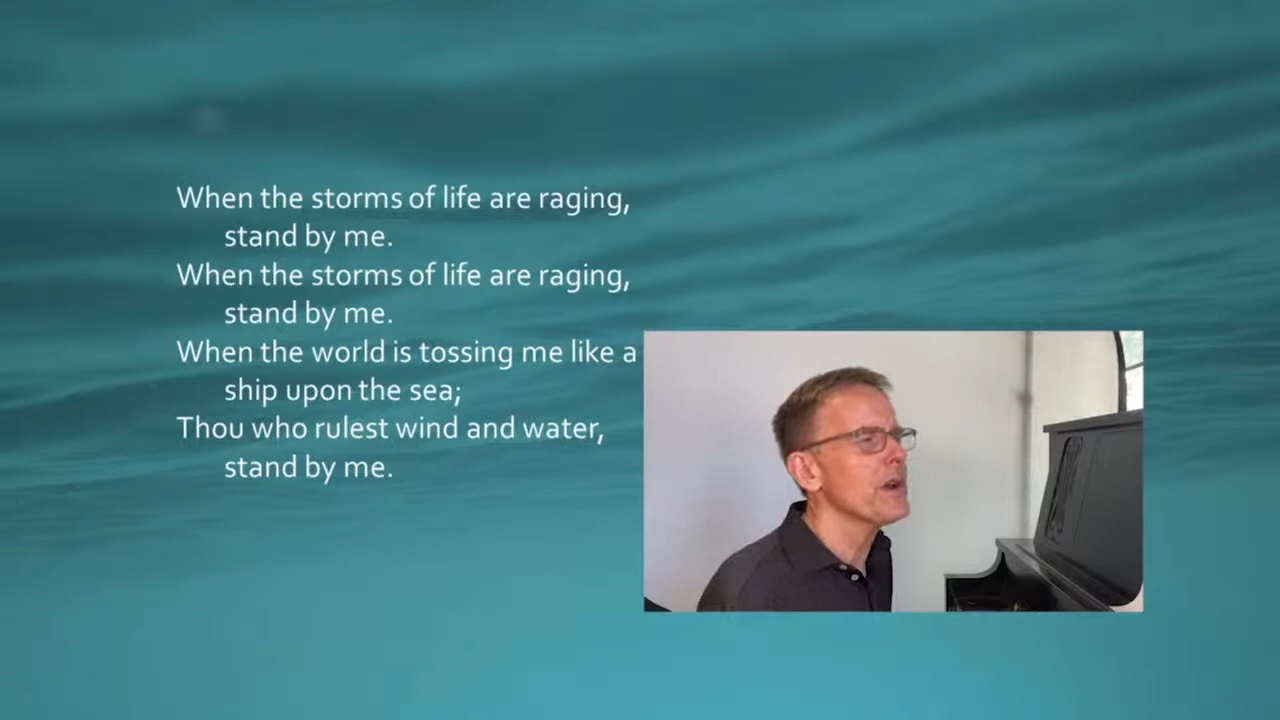 When the storms of life are raging,
stand by me.
When the storms of life are raging,
stand by me.
When the world is tossing me like a
ship upon the sea;
Thou who rulest wind and water,
stand by me.